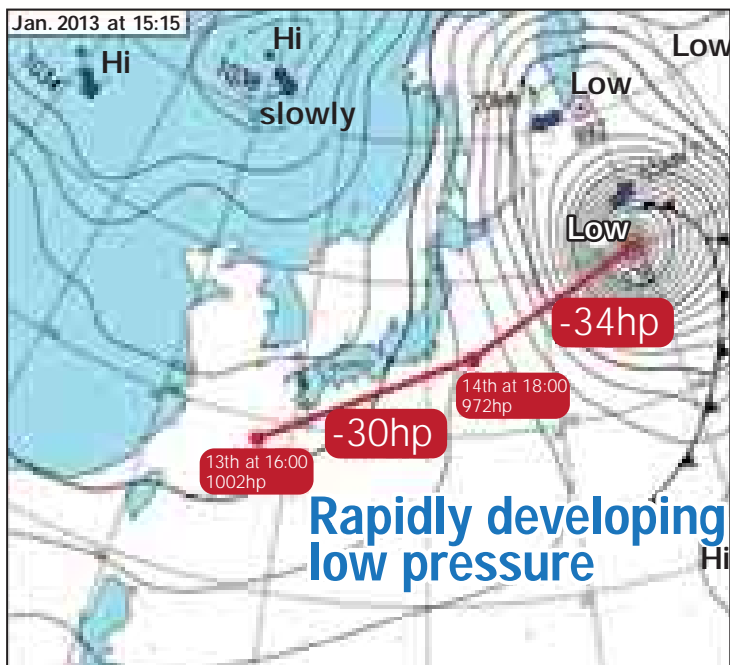 Jan. 2013 at 15:15
Hi
Hi
slowly
Low
Low
Low
-34hp
14th at 18:00
972hp
-30hp
13th at 16:00
1002hp
Rapidly developing
low pressure
Hi